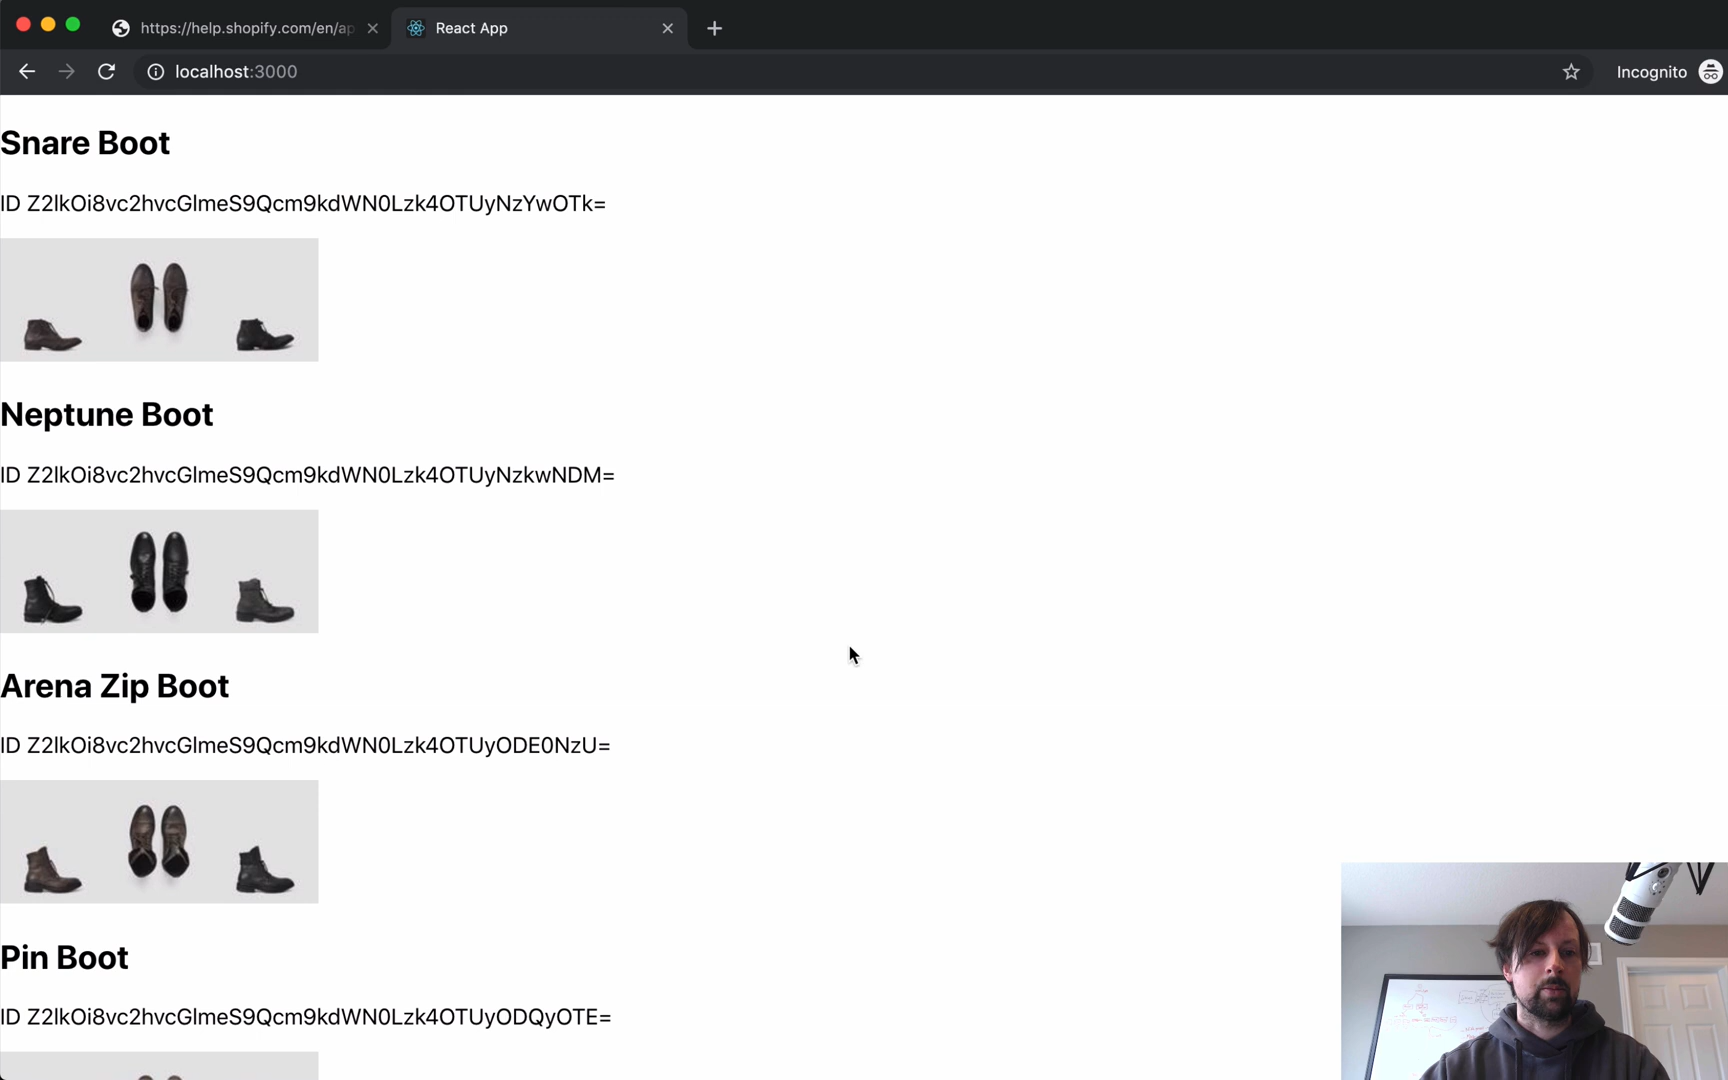 https://help.shopify.com/en/ap
React App
localhost:3000
Incognito
Snare Boot
ID Z2lkOi8vc2hvcGlmeS9Qcm9kdWN0Lzk4OTUyNzYwOTk=
Neptune Boot
ID Z2lkOi8vc2hvcGlmeS9Qcm9kdWN0Lzk4OTUyNzkwNDM=
Arena Zip Boot
ID Z2lkOi8vc2hvcGlmeS9Qcm9kdWN0Lzk4OTUyODE0NzU=
Pin Boot
ID Z2lkOi8vc2hvcGlmeS9Qcm9kdWN0Lzk4OTUyODQyOTE=